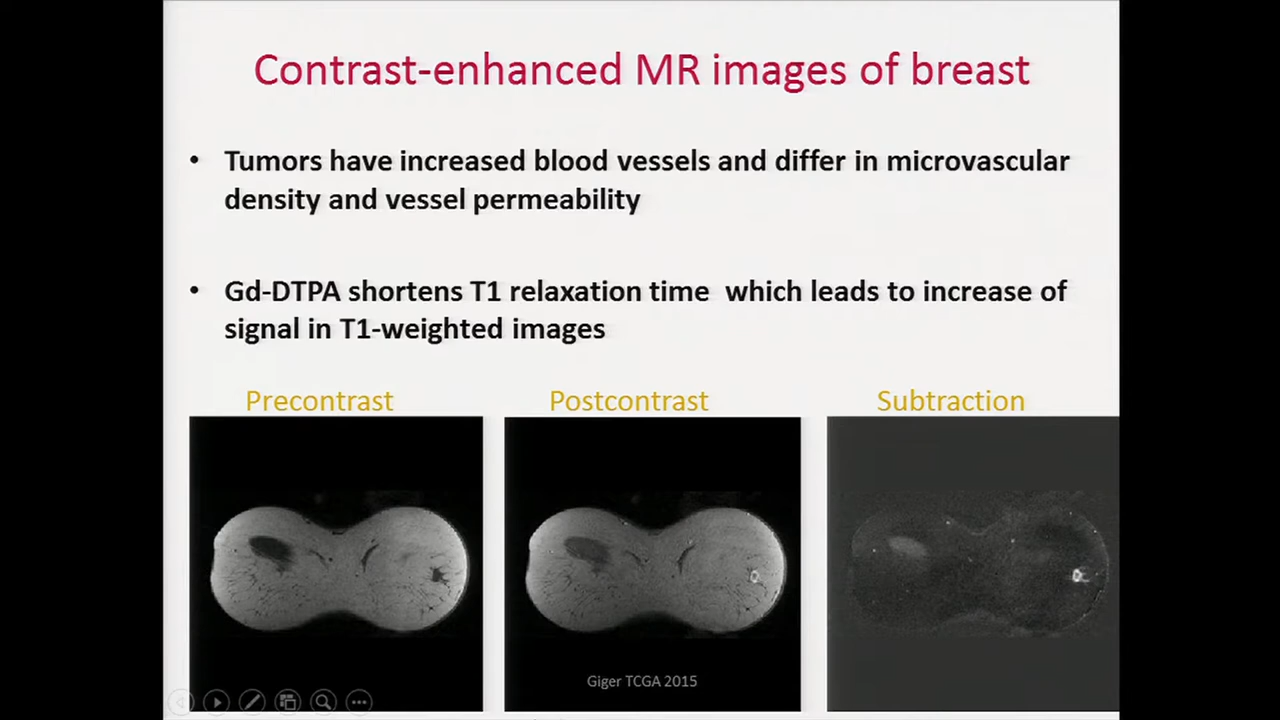 Contrast-enhanced MR images of breast
• Tumors have increased blood vessels and differ in microvascular
density and vessel permeability
• Gd-DTPA shortens T1 relaxation time which leads to increase of
signal in T1-weighted images
Precontrast
Postcontrast
Subtraction
Giger TCGA 2015